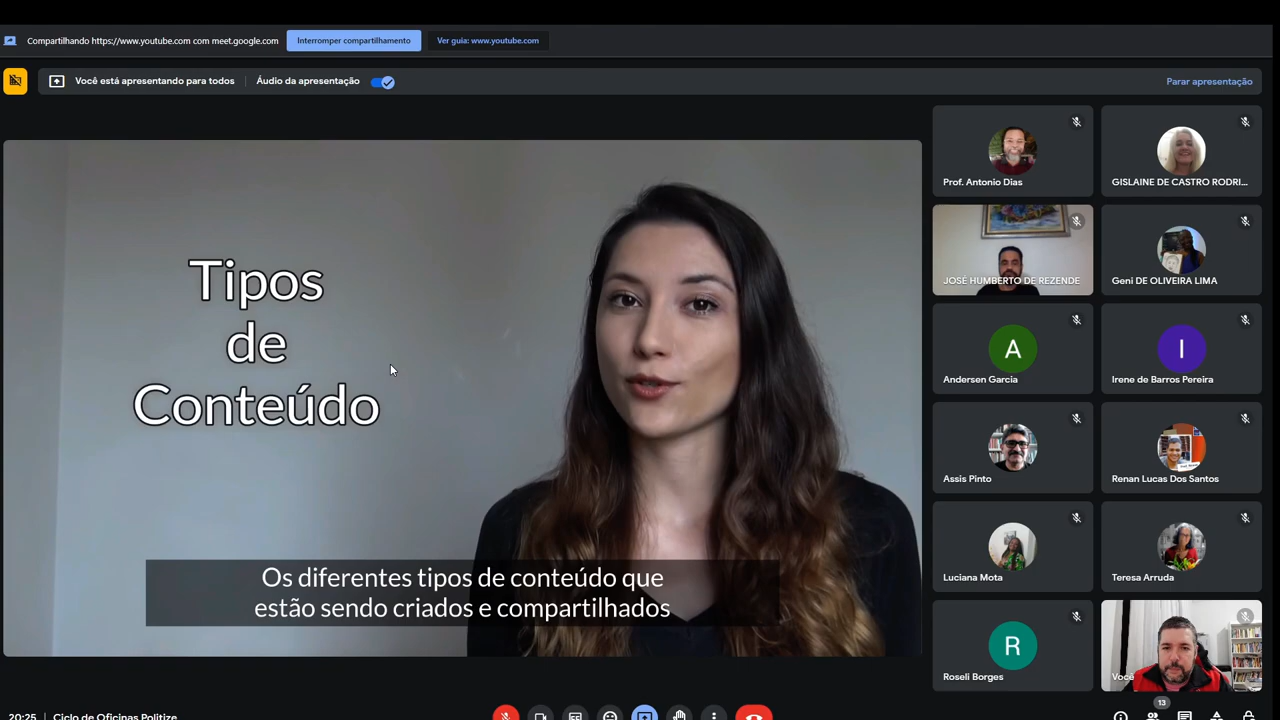 Compartilhando https://www.youtube.com com meet.google.com
Interromper compartilhamento
Ver guia: www.youtube.com
Você está apresentando para todos
Áudio da apresentação
Parar apresentação
Tipos
de
Conteúdo
Os diferentes tipos de conteúdo que
estão sendo criados e compartilhados
Prof. Antonio Dias
GISLAINE DE CASTRO RODRI...
JOSÉ HUMBERTO DE REZENDE
Geni DE OLIVEIRA LIMA
A
Andersen Garcia
I
Irene de Barros Pereira
Assis Pinto
Renan Lucas Dos Santos
Luciana Mota
Teresa Arruda
R
Roseli Borges
Você
20:25
Ciclo de Oficinas Politize
13